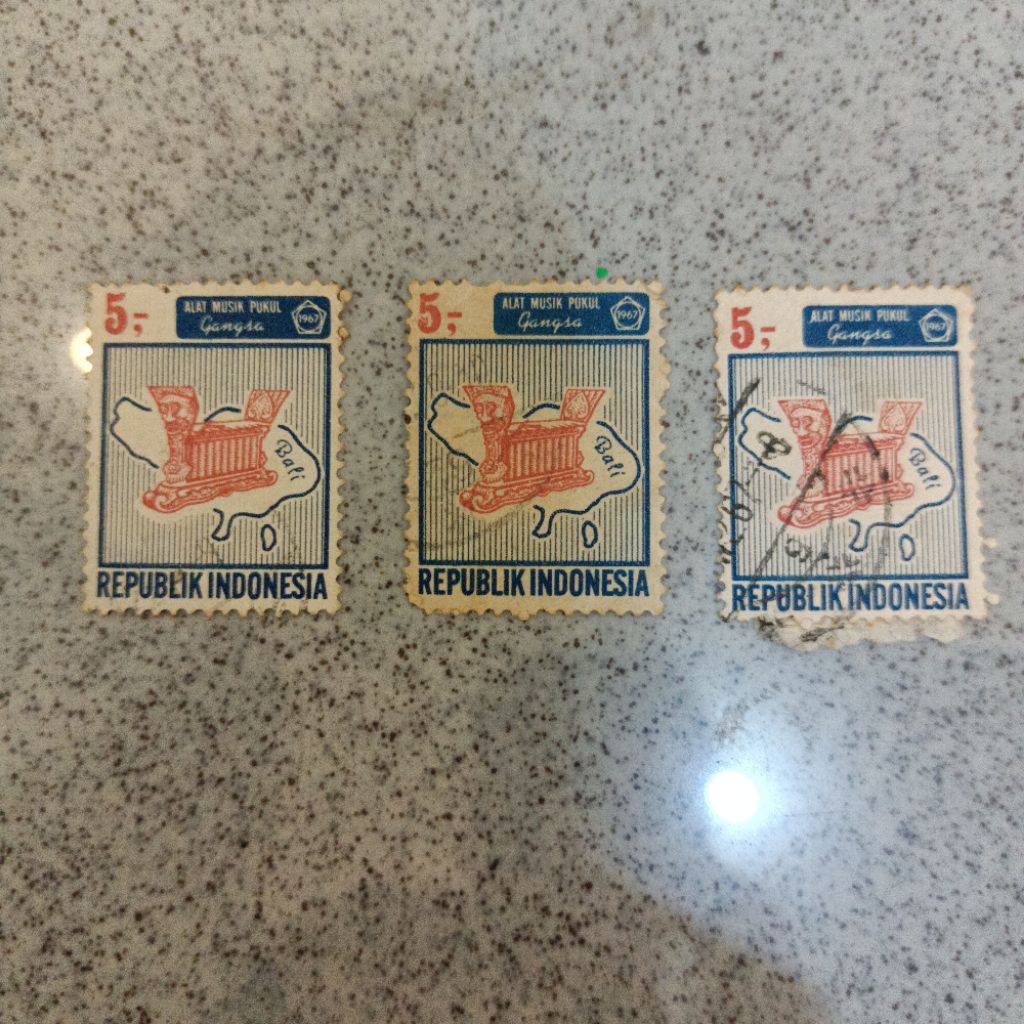 5,-
ALAT MUSIK PUKUL
Gangsa
1967
Bali
REPUBLIK INDONESIA
5,-
ALAT MUSIK PUKUL
Gangsa
1967
Bali
REPUBLIK INDONESIA
5,-
ALAT MUSIK PUKUL
Gangsa
1967
Bali
REPUBLIK INDONESIA